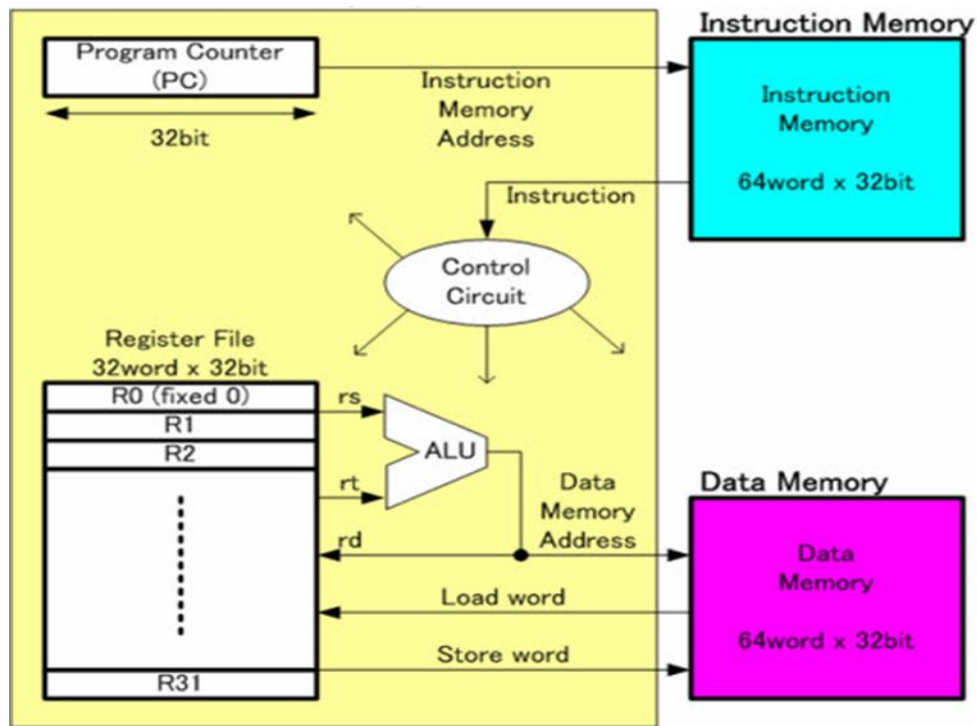 Program Counter
(PC)
32bit
Instruction
Memory
Address
Instruction Memory
Instruction
Memory
64word x 32bit
Instruction
Control
Circuit
Register File
32word x 32bit
R0 (fixed 0)
R1
R2
R31
rs
rt
rd
ALU
Data
Memory
Address
Load word
Store word
Data Memory
Data
Memory
64word x 32bit